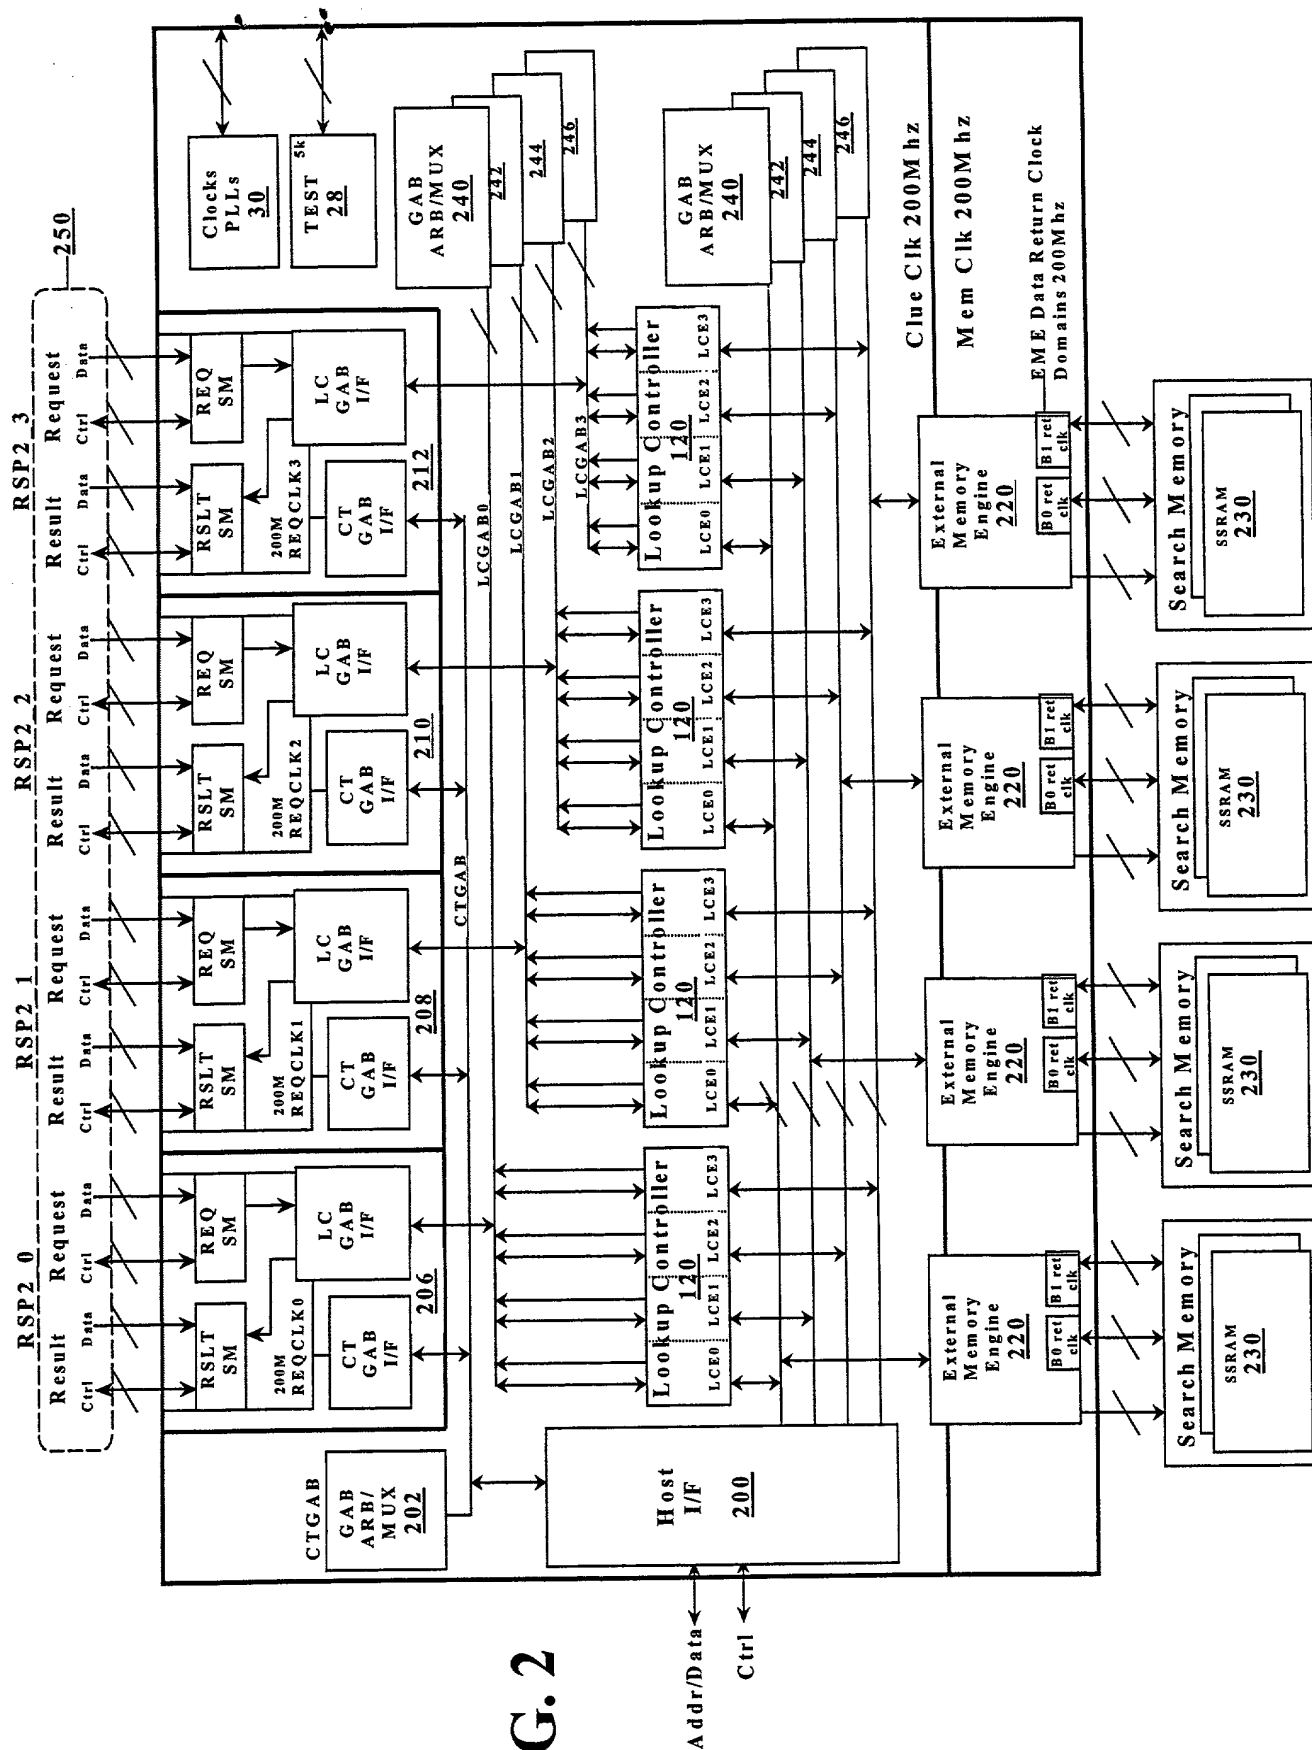 RSP2 0
RSP2 1
RSP2 2
RSP2 3
250
Result
Request
Result
Request
Result
Request
Result
Request
Ctrl
Data
Ctrl
Data
Ctrl
Data
Ctrl
Data
Ctrl
Data
Ctrl
Data
Ctrl
Data
Ctrl
Data
RSLT
SM
REQ
SM
200M
REQCLK0
LC
GAB
I/F
CT
GAB
I/F
206
RSLT
SM
REQ
SM
200M
REQCLK1
LC
GAB
I/F
CT
GAB
I/F
208
RSLT
SM
REQ
SM
200M
REQCLK2
LC
GAB
I/F
CT
GAB
I/F
210
RSLT
SM
REQ
SM
200M
REQCLK3
LC
GAB
I/F
CT
GAB
I/F
212
Clocks
PLLs
30
TEST
5k
28
CTGAB
GAB
ARB/
MUX
202
CTGAB
LCGAB0
LCGAB1
LCGAB2
LCGAB3
GAB
ARB/MUX
240
242
244
246
Host
I/F
200
Addr/Data
Ctrl
Lookup Controller
120
LCE0 LCE1 LCE2 LCE3
Lookup Controller
120
LCE0 LCE1 LCE2 LCE3
Lookup Controller
120
LCE0 LCE1 LCE2 LCE3
Lookup Controller
120
LCE0 LCE1 LCE2 LCE3
GAB
ARB/MUX
240
242
244
246
Clue Clk 200Mhz
Mem Clk 200Mhz
External
Memory
Engine
220
B0 ret
clk
B1 ret
clk
External
Memory
Engine
220
B0 ret
clk
B1 ret
clk
External
Memory
Engine
220
B0 ret
clk
B1 ret
clk
External
Memory
Engine
220
B0 ret
clk
B1 ret
clk
EME Data Return Clock
Domains 200Mhz
Search Memory
SSRAM
230
Search Memory
SSRAM
230
Search Memory
SSRAM
230
Search Memory
SSRAM
230
G. 2